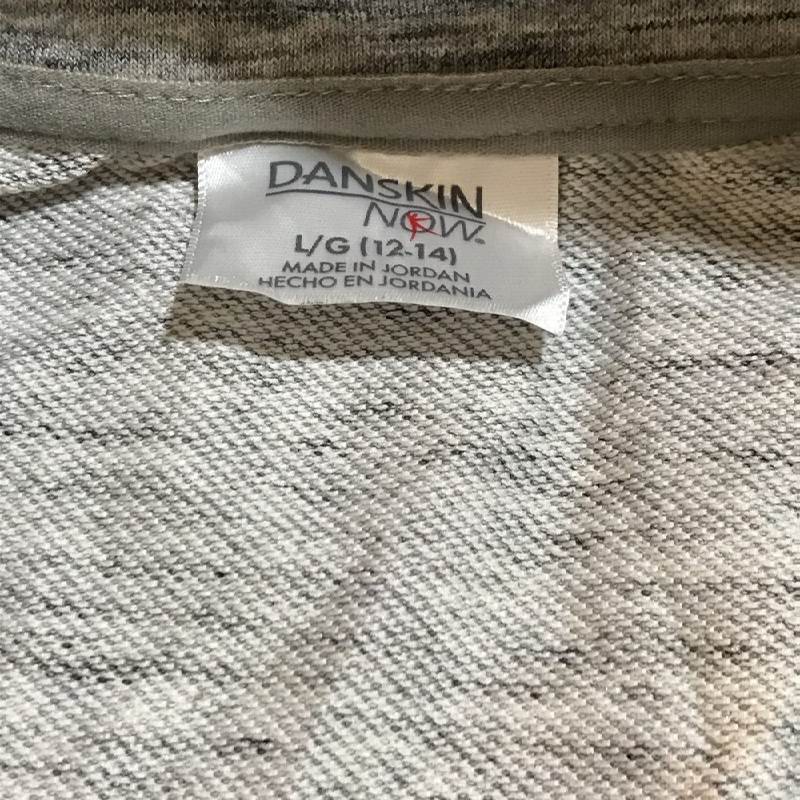 DANSKIN
NOW.
L/G (12-14)
MADE IN JORDAN
HECHO EN JORDANIA